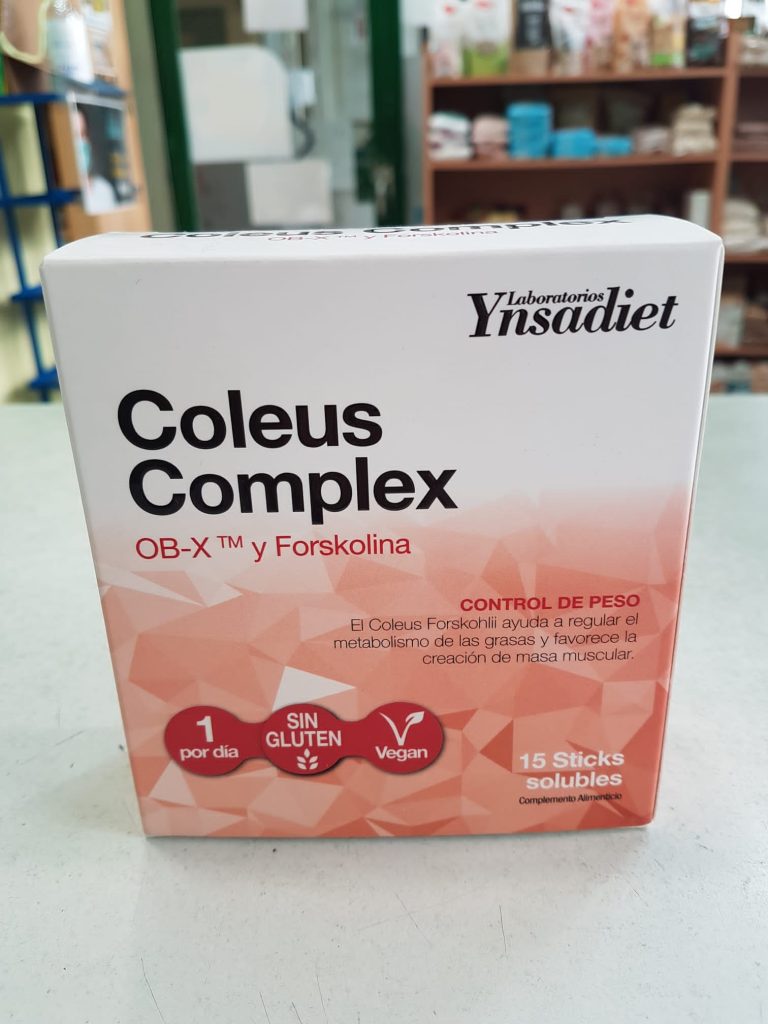 Coleus Complex
OB-X ™ y Forskolina
Laboratorios
Ynsadiet
Coleus
Complex
OB-X ™ y Forskolina
CONTROL DE PESO
El Coleus Forskohlii ayuda a regular el
metabolismo de las grasas y favorece la
creación de masa muscular.
1
por día
SIN
GLUTEN
Vegan
15 Sticks
solubles
Complemento Alimenticio